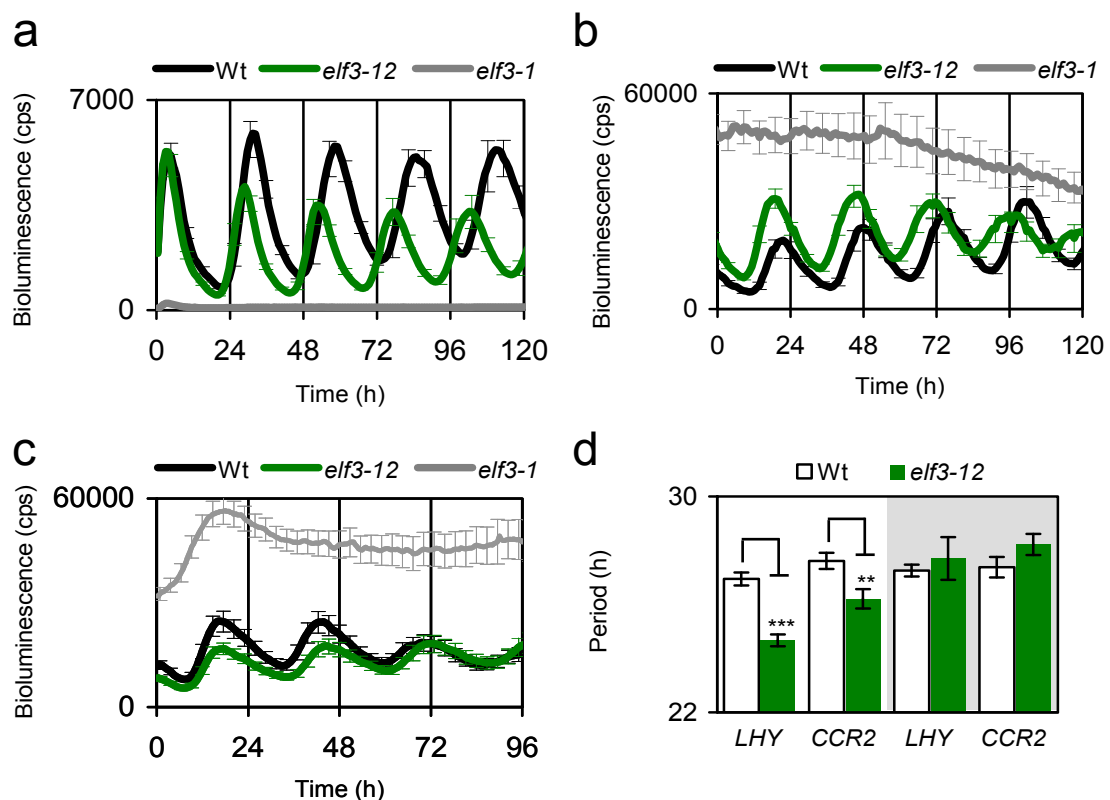 a
Wt elf3-12 elf3-1
Bioluminescence (cps)
7000
0
0 24 48 72 96 120
Time (h)
b
Wt elf3-12 elf3-1
Bioluminescence (cps)
60000
0
0 24 48 72 96 120
Time (h)
c
Wt elf3-12 elf3-1
Bioluminescence (cps)
60000
0
0 24 48 72 96
Time (h)
d
Wt elf3-12
Period (h)
30
22
***
**
LHY CCR2 LHY CCR2